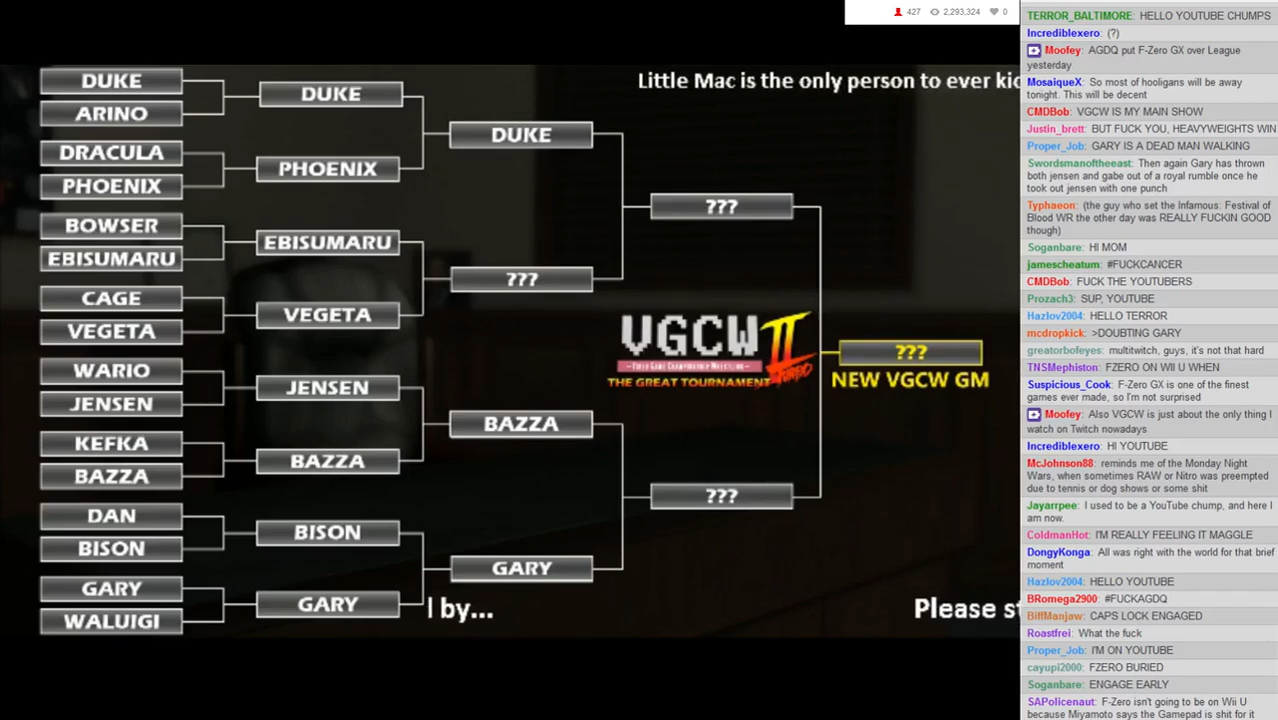 427 2,293,324 0
Little Mac is the only person to ever
DUKE
ARINO
DRACULA
PHOENIX
BOWSER
EBISUMARU
CAGE
VEGETA
WARIO
JENSEN
KEFKA
BAZZA
DAN
BISON
GARY
WALUIGI
DUKE
PHOENIX
EBISUMARU
VEGETA
JENSEN
BAZZA
BISON
GARY
DUKE
???
BAZZA
GARY
???
???
VGCW II
VIDEO GAME CHAMPIONSHIP WRESTLING
TURBO
THE GREAT TOURNAMENT
???
NEW VGCW GM
l by...
Please
TERROR_BALTIMORE: HELLO YOUTUBE CHUMPS
Incrediblexero: (?)
Moofey: AGDQ put F-Zero GX over League
yesterday
MosaiqueX: So most of hooligans will be away
tonight. This will be decent
CMDBob: VGCW IS MY MAIN SHOW
Justin_brett: BUT FUCK YOU, HEAVYWEIGHTS WIN
Proper_Job: GARY IS A DEAD MAN WALKING
Swordsmanoftheeast: Then again Gary has thrown
both jensen and gabe out of a royal rumble once he
took out jensen with one punch
Typhaeon: (the guy who set the Infamous: Festival of
Blood WR the other day was REALLY FUCKIN GOOD
though)
Soganbare: HI MOM
jamescheatum: #FUCKCANCER
CMDBob: FUCK THE YOUTUBERS
Prozach3: SUP, YOUTUBE
Hazlov2004: HELLO TERROR
mcdropkick: >DOUBTING GARY
greatorbofeyes: multitwitch, guys, it's not that hard
TNSMephiston: FZERO ON WII U WHEN
Suspicious_Cook: F-Zero GX is one of the finest
games ever made, so I'm not surprised
Moofey: Also VGCW is just about the only thing I
watch on Twitch nowadays
Incrediblexero: HI YOUTUBE
McJohnson88: reminds me of the Monday Night
Wars, when sometimes RAW or Nitro was preempted
due to tennis or dog shows or some shit
Jayarrpee: I used to be a YouTube chump, and here I
am now.
ColdmanHot: I'M REALLY FEELING IT MAGGLE
DongyKonga: All was right with the world for that brief
moment
Hazlov2004: HELLO YOUTUBE
BRomega2900: #FUCKAGDQ
BiffManjaw: CAPS LOCK ENGAGED
Roastfrei: What the fuck
Proper_Job: I'M ON YOUTUBE
cayupi2000: FZERO BURIED
Soganbare: ENGAGE EARLY
SAPolicenaut: F-Zero isn't going to be on Wii U
because Miyamoto says the Gamepad is shit for it